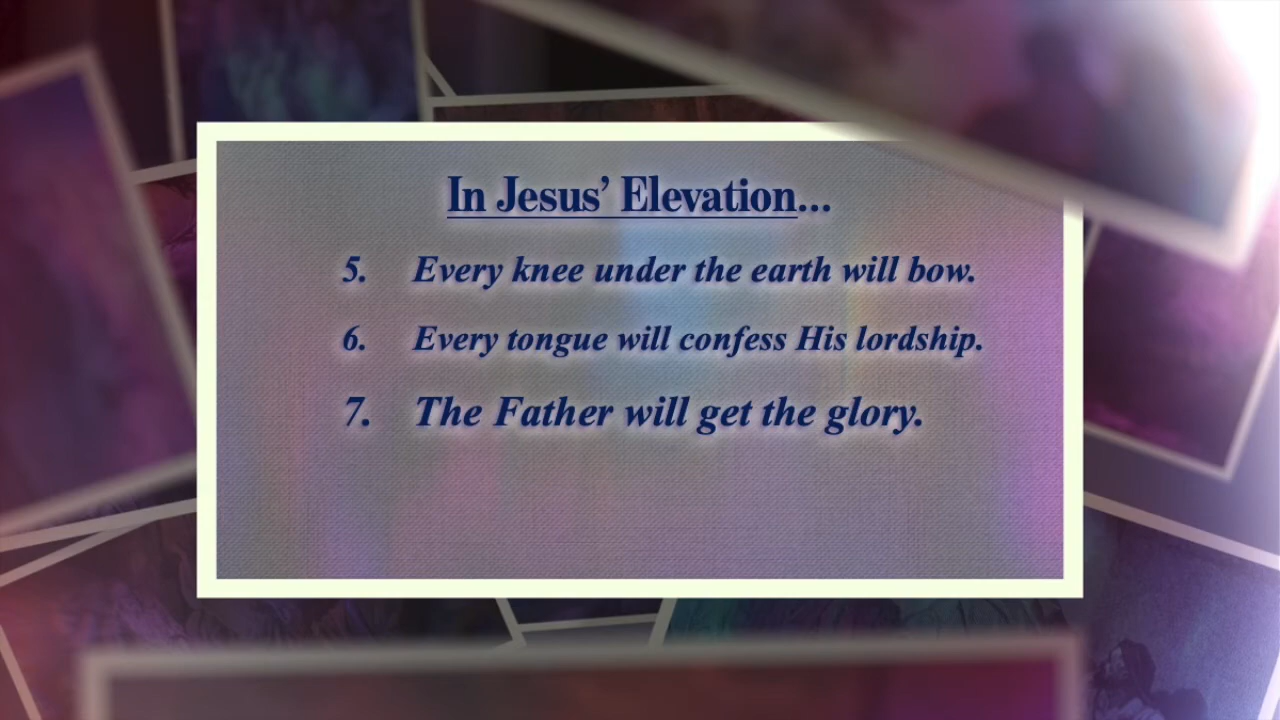 In Jesus’ Elevation...
5. Every knee under the earth will bow.
6. Every tongue will confess His lordship.
7. The Father will get the glory.